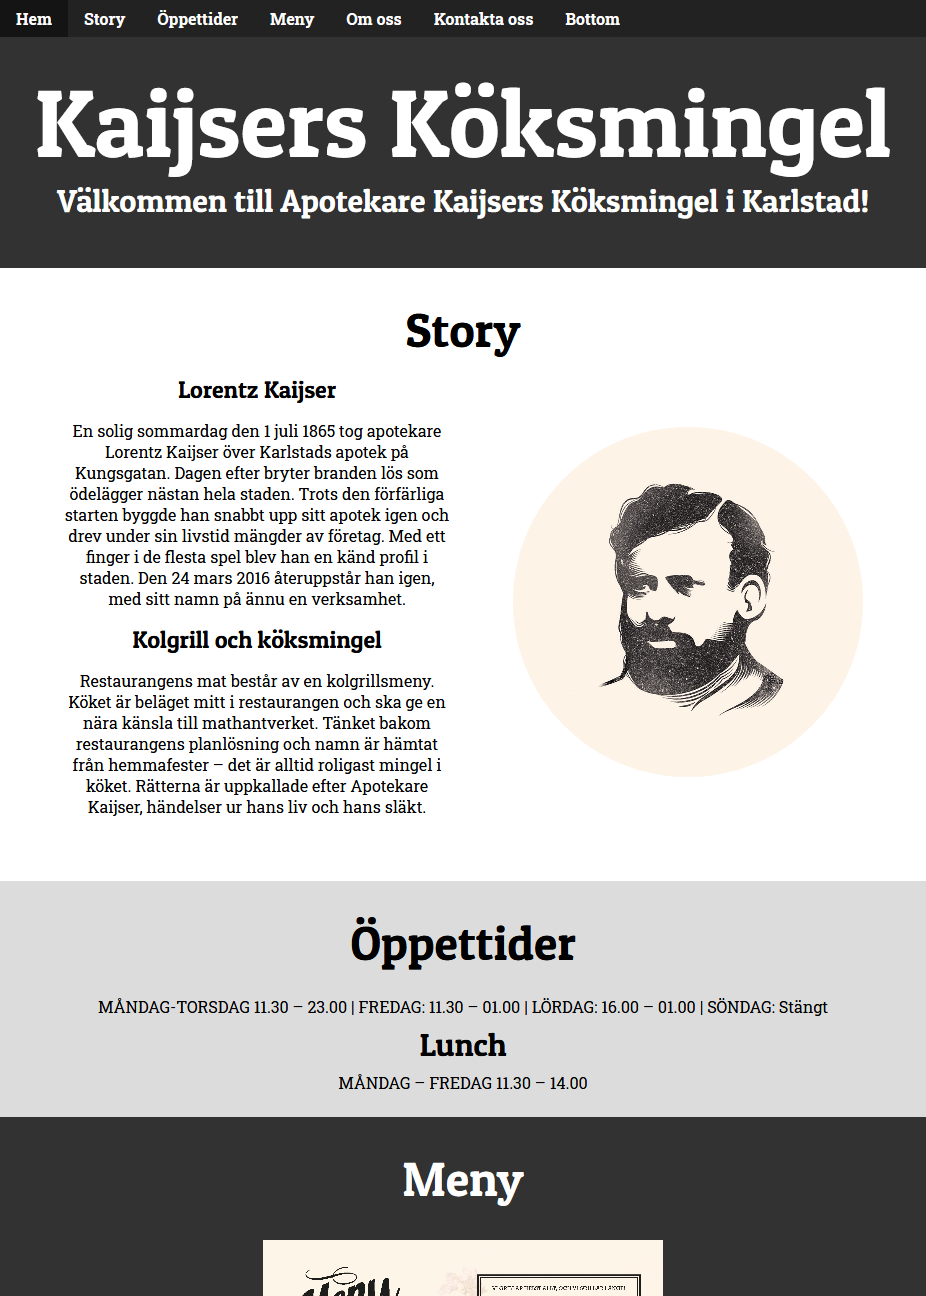 Hem Story Öppettider Meny Om oss Kontakta oss Bottom
Kaijsers Köksmingel
Välkommen till Apotekare Kaijsers Köksmingel i Karlstad!
Story
Lorentz Kaijser
En solig sommardag den 1 juli 1865 tog apotekare
Lorentz Kaijser över Karlstads apotek på
Kungsgatan. Dagen efter bryter branden lös som
ödelägger nästan hela staden. Trots den förfärliga
starten byggde han snabbt upp sitt apotek igen och
drev under sin livstid mängder av företag. Med ett
finger i de flesta spel blev han en känd profil i
staden. Den 24 mars 2016 återuppstår han igen,
med sitt namn på ännu en verksamhet.
Kolgrill och köksmingel
Restaurangens mat består av en kolgrillsmeny.
Köket är beläget mitt i restaurangen och ska ge en
nära känsla till mathantverket. Tänket bakom
restaurangens planlösning och namn är hämtat
från hemmafester – det är alltid roligast mingel i
köket. Rätterna är uppkallade efter Apotekare
Kaijser, händelser ur hans liv och hans släkt.
Öppettider
MÅNDAG-TORSDAG 11.30 – 23.00 | FREDAG: 11.30 – 01.00 | LÖRDAG: 16.00 – 01.00 | SÖNDAG: Stängt
Lunch
MÅNDAG – FREDAG 11.30 – 14.00
Meny